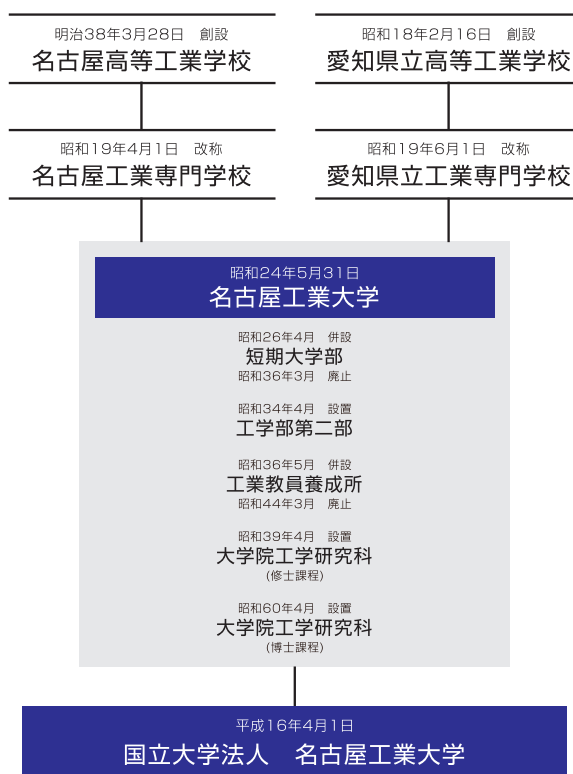 明治38年3月28日　創設
名古屋高等工業学校
昭和18年2月16日　創設
愛知県立高等工業学校
昭和19年4月1日　改称
名古屋工業専門学校
昭和19年6月1日　改称
愛知県立工業専門学校
昭和24年5月31日
名古屋工業大学
昭和26年4月　併設
短期大学部
昭和36年3月　廃止
昭和34年4月　設置
工学部第二部
昭和36年5月　併設
工業教員養成所
昭和44年3月　廃止
昭和39年4月　設置
大学院工学研究科
(修士課程)
昭和60年4月　設置
大学院工学研究科
(博士課程)
平成16年4月1日
国立大学法人　名古屋工業大学